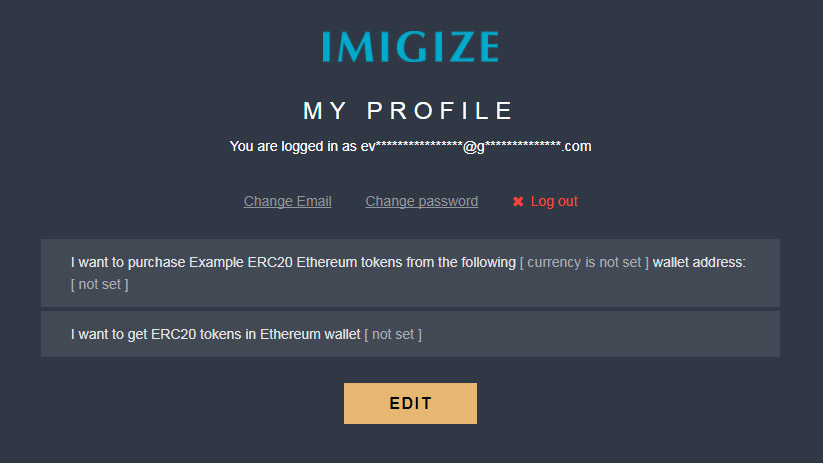 IMIGIZE
MY PROFILE
You are logged in as ev****************@g**************.com
Change Email Change password ✖ Log out
I want to purchase Example ERC20 Ethereum tokens from the following [ currency is not set ] wallet address:
[ not set ]
I want to get ERC20 tokens in Ethereum wallet [ not set ]
EDIT